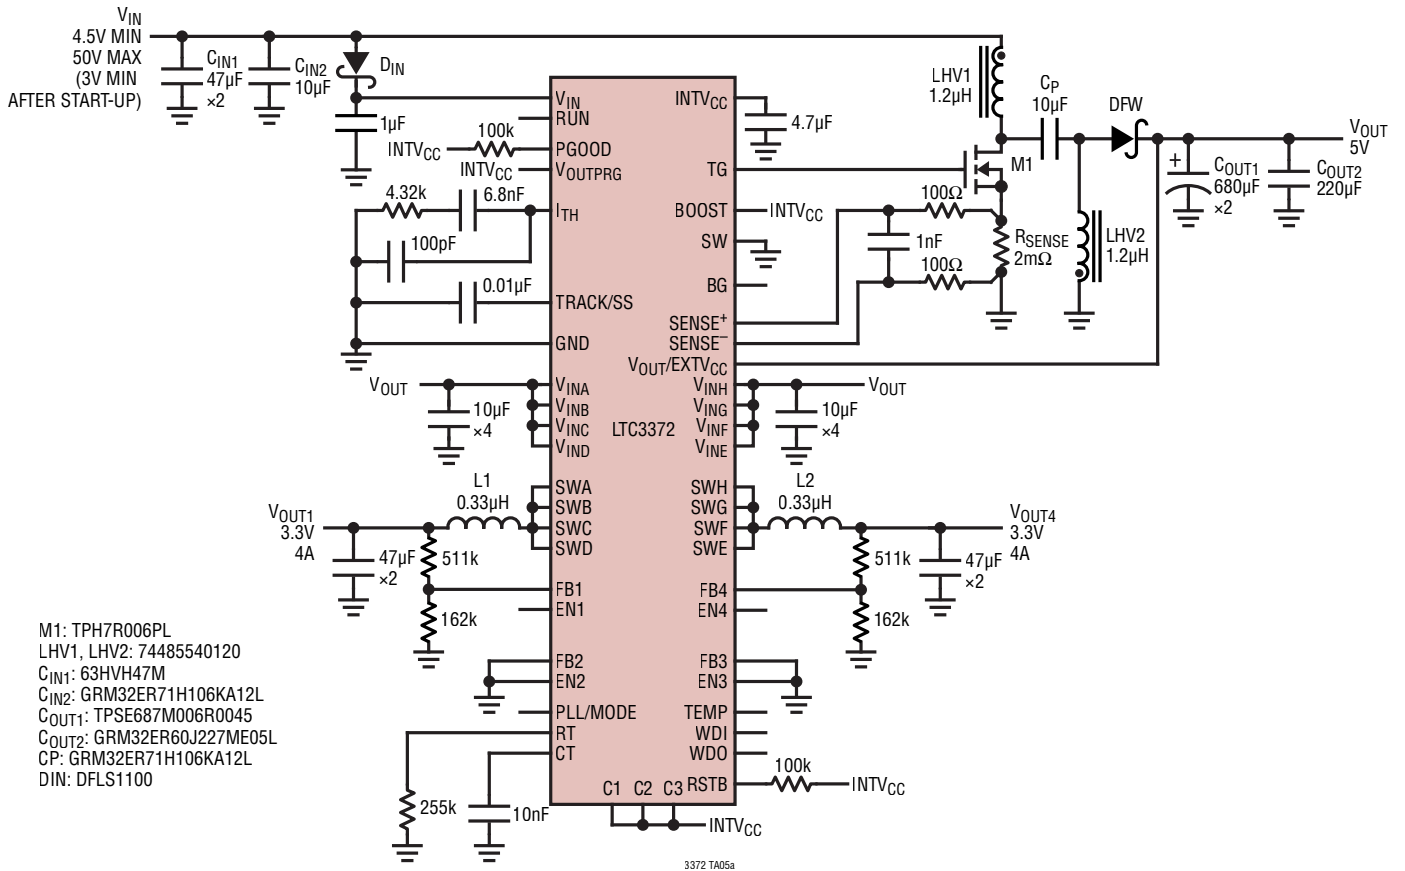 VIN
4.5V MIN
50V MAX
(3V MIN
AFTER START-UP)
CIN1
47µF
×2
CIN2
10µF
DIN
1µF
100k
INTVCC
INTVCC
4.32k
6.8nF
100pF
0.01µF
VIN
RUN
PGOOD
VOUTPRG
ITH
TRACK/SS
GND
VINA
VINB
VINC
VIND
SWA
SWB
SWC
SWD
FB1
EN1
FB2
EN2
PLL/MODE
RT
CT
LTC3372
C1 C2 C3
INTVCC
TG
BOOST
SW
BG
SENSE+
SENSE–
VOUT/EXTVCC
VINH
VING
VINF
VINE
SWH
SWG
SWF
SWE
FB4
EN4
FB3
EN3
TEMP
WDI
WDO
RSTB
4.7µF
INTVCC
LHV1
1.2µH
CP
10µF
DFW
M1
100Ω
1nF
100Ω
RSENSE
2mΩ
LHV2
1.2µH
COUT1
680µF
×2
+
COUT2
220µF
VOUT
5V
VOUT
10µF
×4
VOUT
10µF
×4
L1
0.33µH
VOUT1
3.3V
4A
47µF
×2
511k
162k
L2
0.33µH
VOUT4
3.3V
4A
511k
47µF
×2
162k
255k
10nF
100k
INTVCC
INTVCC
M1: TPH7R006PL
LHV1, LHV2: 74485540120
CIN1: 63HVH47M
CIN2: GRM32ER71H106KA12L
COUT1: TPSE687M006R0045
COUT2: GRM32ER60J227ME05L
CP: GRM32ER71H106KA12L
DIN: DFLS1100
3372 TA05a